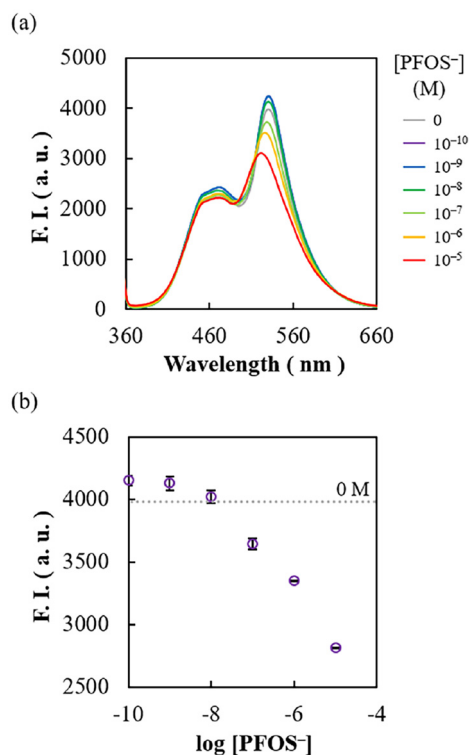 (a)
[PFOS⁻]
(M)
0
10⁻¹⁰
10⁻⁹
10⁻⁸
10⁻⁷
10⁻⁶
10⁻⁵
F. I. ( a. u. )
5000
4000
3000
2000
1000
0
360 460 560 660
Wavelength ( nm )
(b)
F. I. ( a. u. )
4500
4000
3500
3000
2500
0 M
-10 -8 -6 -4
log [PFOS⁻]